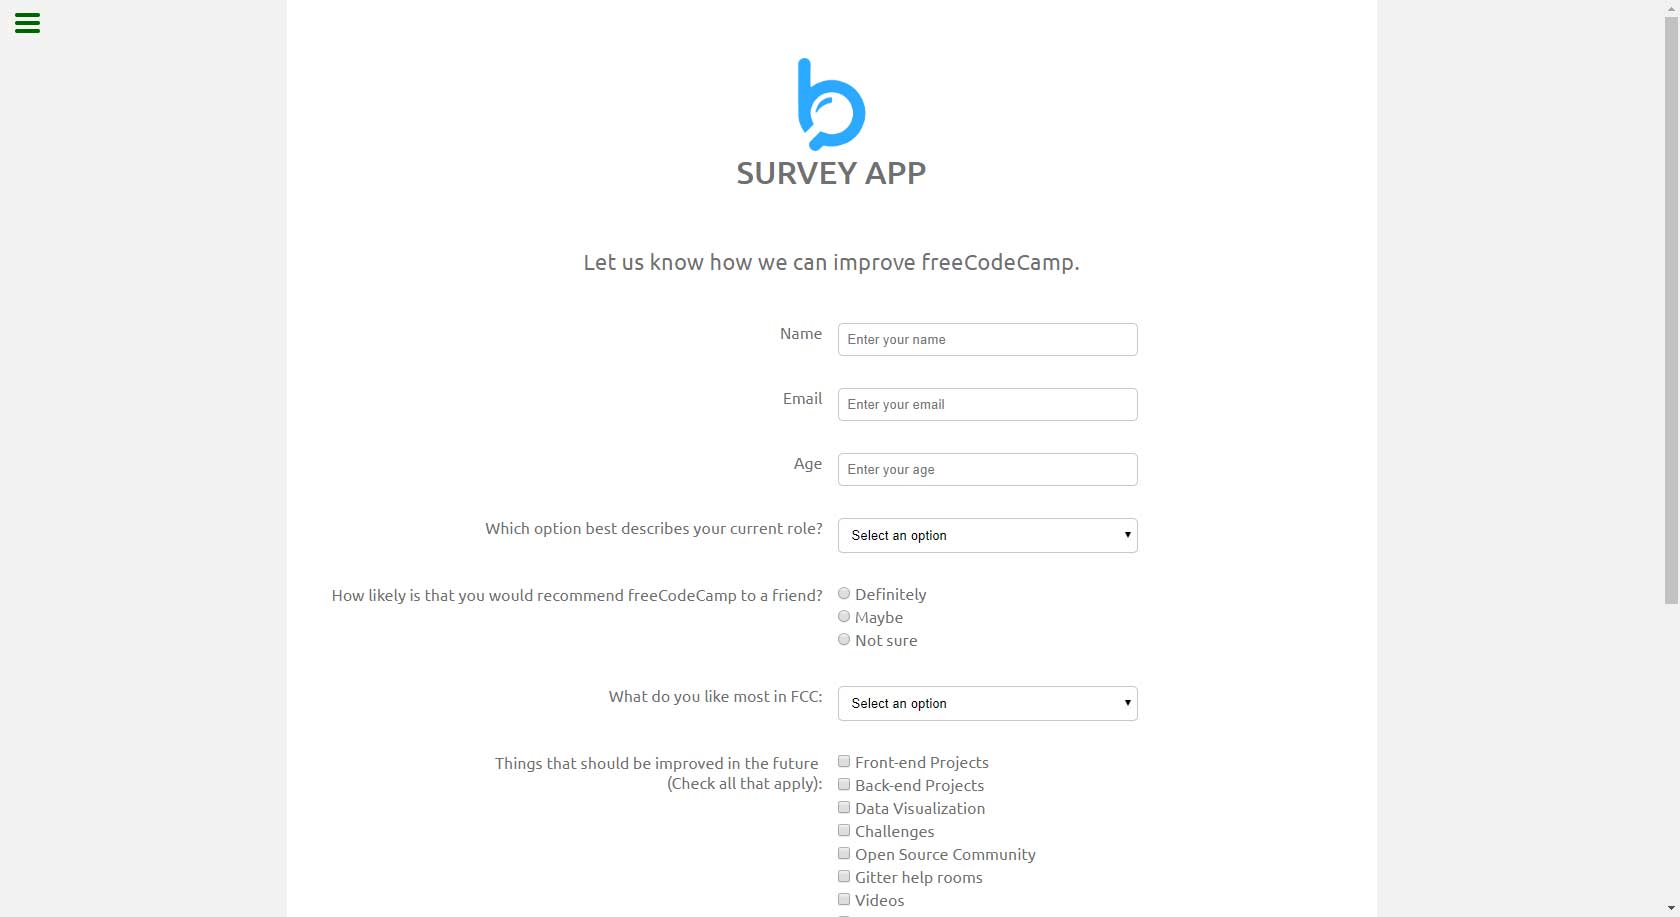 SURVEY APP
Let us know how we can improve freeCodeCamp.
Name
Enter your name
Email
Enter your email
Age
Enter your age
Which option best describes your current role?
Select an option
How likely is that you would recommend freeCodeCamp to a friend?
Definitely
Maybe
Not sure
What do you like most in FCC:
Select an option
Things that should be improved in the future
(Check all that apply):
Front-end Projects
Back-end Projects
Data Visualization
Challenges
Open Source Community
Gitter help rooms
Videos